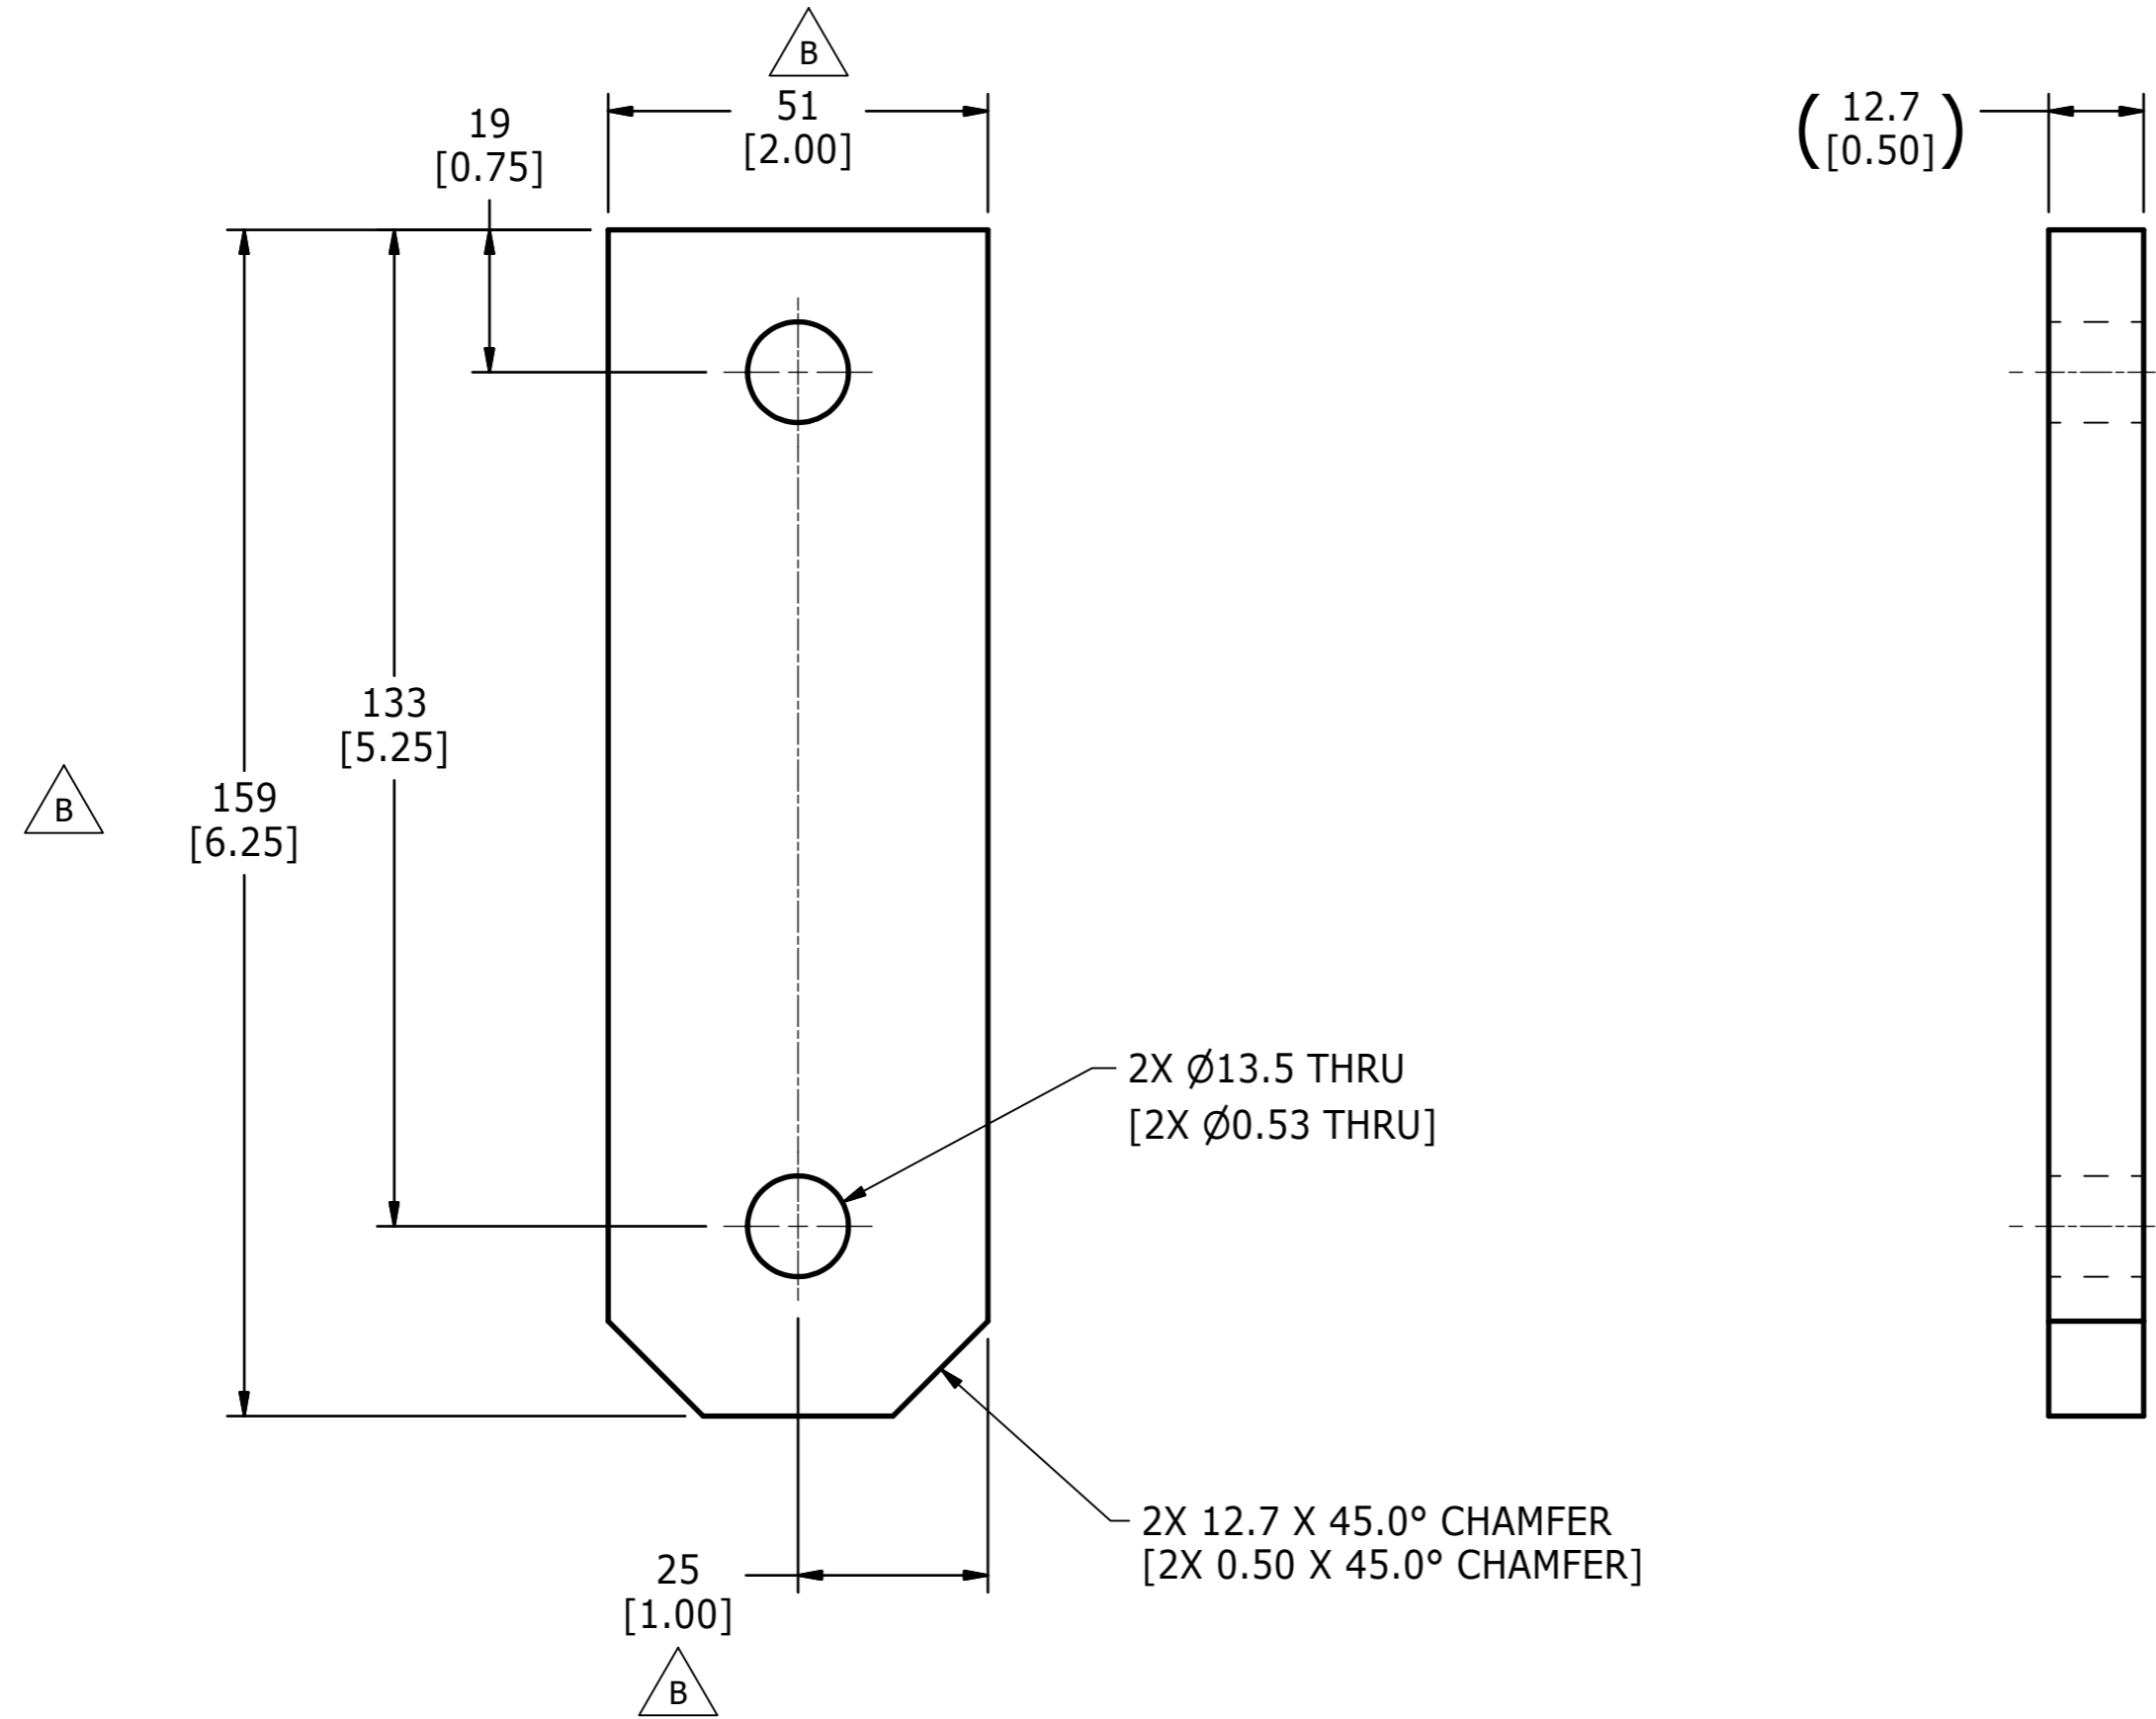 B
51
[2.00]
19
[0.75]
( 12.7
[0.50] )
133
[5.25]
B
159
[6.25]
2X Ø13.5 THRU
[2X Ø0.53 THRU]
2X 12.7 X 45.0° CHAMFER
[2X 0.50 X 45.0° CHAMFER]
25
[1.00]
B